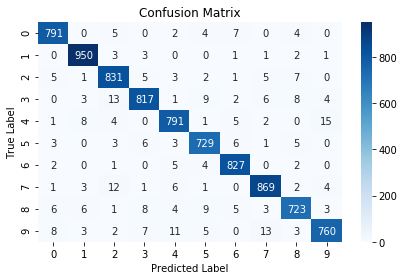 Confusion Matrix
0 791 0 5 0 2 4 7 0 4 0
1 0 950 3 3 0 0 1 1 2 1
2 5 1 831 5 3 2 1 5 7 0
3 0 3 13 817 1 9 2 6 8 4
4 1 8 4 0 791 1 5 2 0 15
5 3 0 3 6 3 729 6 1 5 0
6 2 0 1 0 5 4 827 0 2 0
7 1 3 12 1 6 1 0 869 2 4
8 6 6 1 8 4 9 5 3 723 3
9 8 3 2 7 11 5 0 13 3 760
0 1 2 3 4 5 6 7 8 9
True Label
Predicted Label
800
600
400
200
0